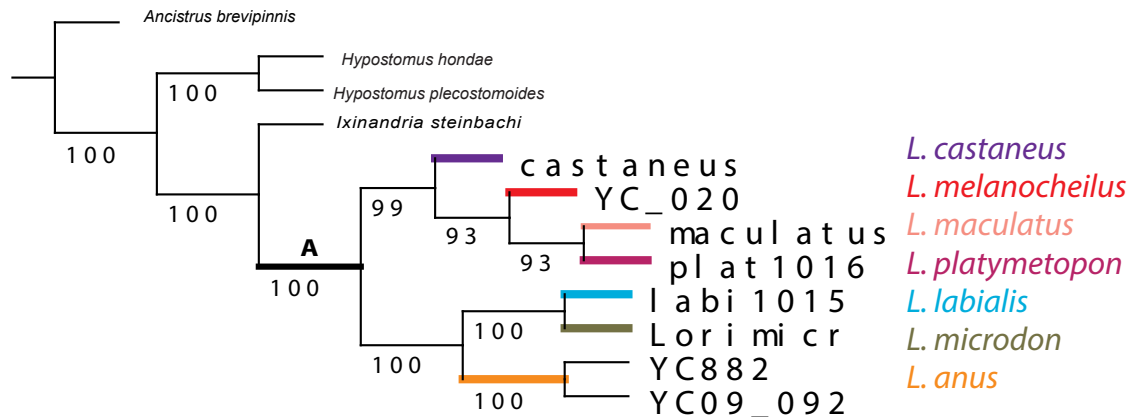 Ancistrus brevipinnis
Hypostomus hondae
100
Hypostomus plecostomoides
Ixinandria steinbachi
100
L. castaneus
castaneus
L. melanocheilus
YC_020
99
100
L. maculatus
maculatus
93
A
L. platymetopon
plat1016
93
100
L. labialis
labi1015
L. microdon
Lorimicr
100
YC882
100
L. anus
YC09_092
100